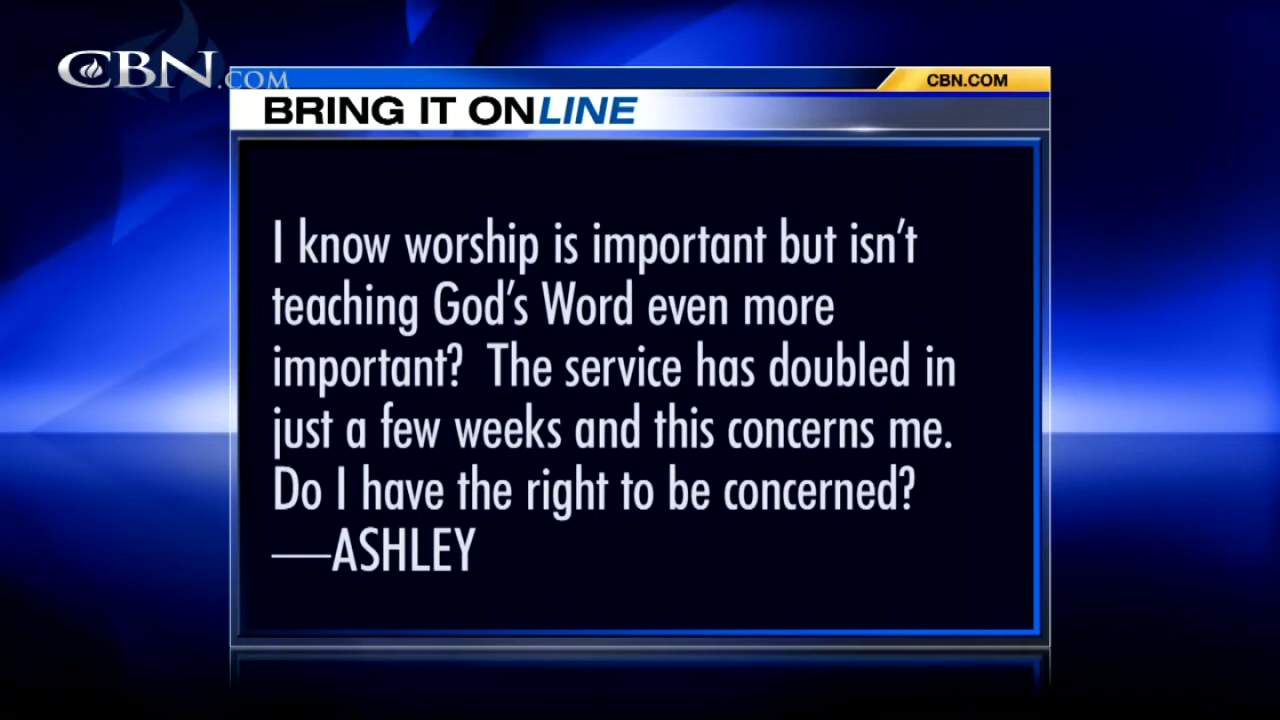 CBN.COM
CBN.COM
BRING IT ONLINE
I know worship is important but isn't
teaching God's Word even more
important?  The service has doubled in
just a few weeks and this concerns me.
Do I have the right to be concerned?
—ASHLEY